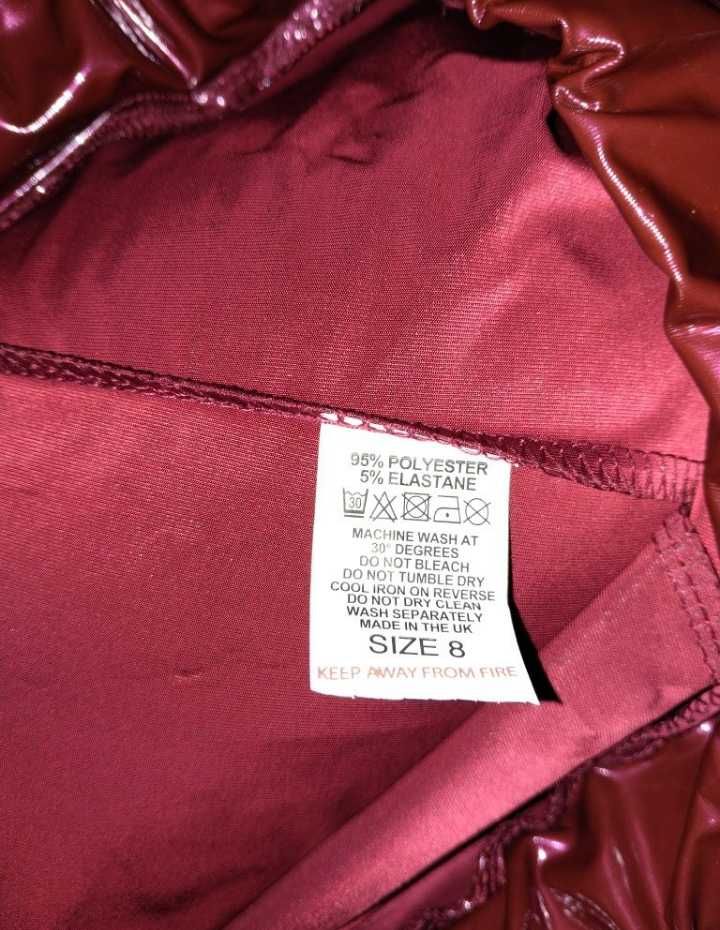 95% POLYESTER
5% ELASTANE
30
MACHINE WASH AT
30° DEGREES
DO NOT BLEACH
DO NOT TUMBLE DRY
COOL IRON ON REVERSE
DO NOT DRY CLEAN
WASH SEPARATELY
MADE IN THE UK
SIZE 8
KEEP AWAY FROM FIRE